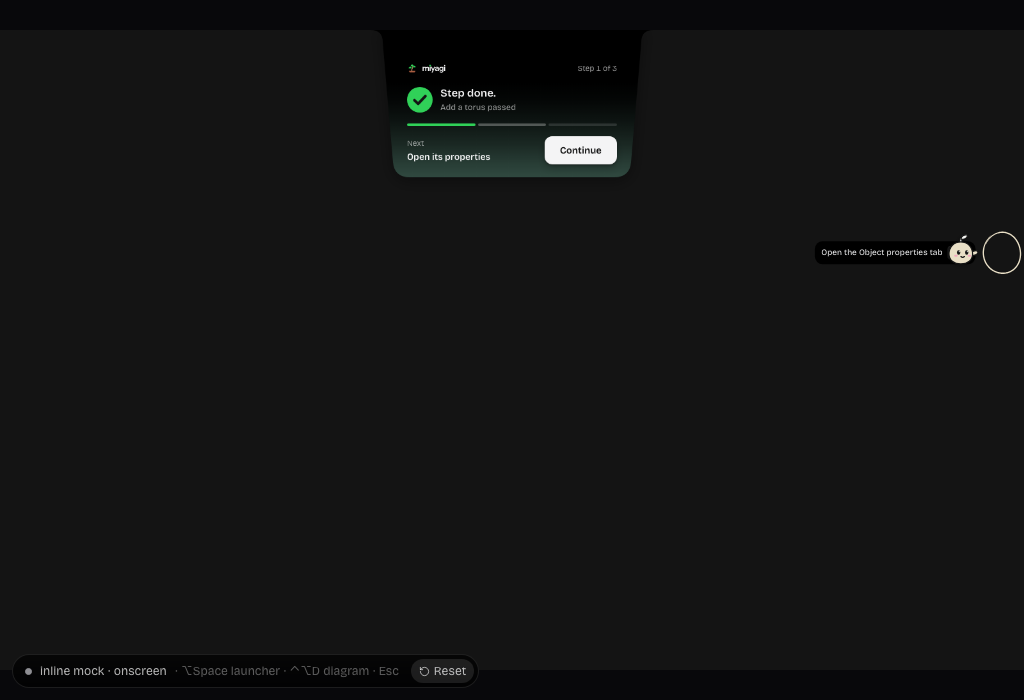 miyagi
Step 1 of 3
Step done.
Add a torus passed
Next
Open its properties
Continue
Open the Object properties tab
inline mock · onscreen · ⌥Space launcher · ^⌥D diagram · Esc
Reset